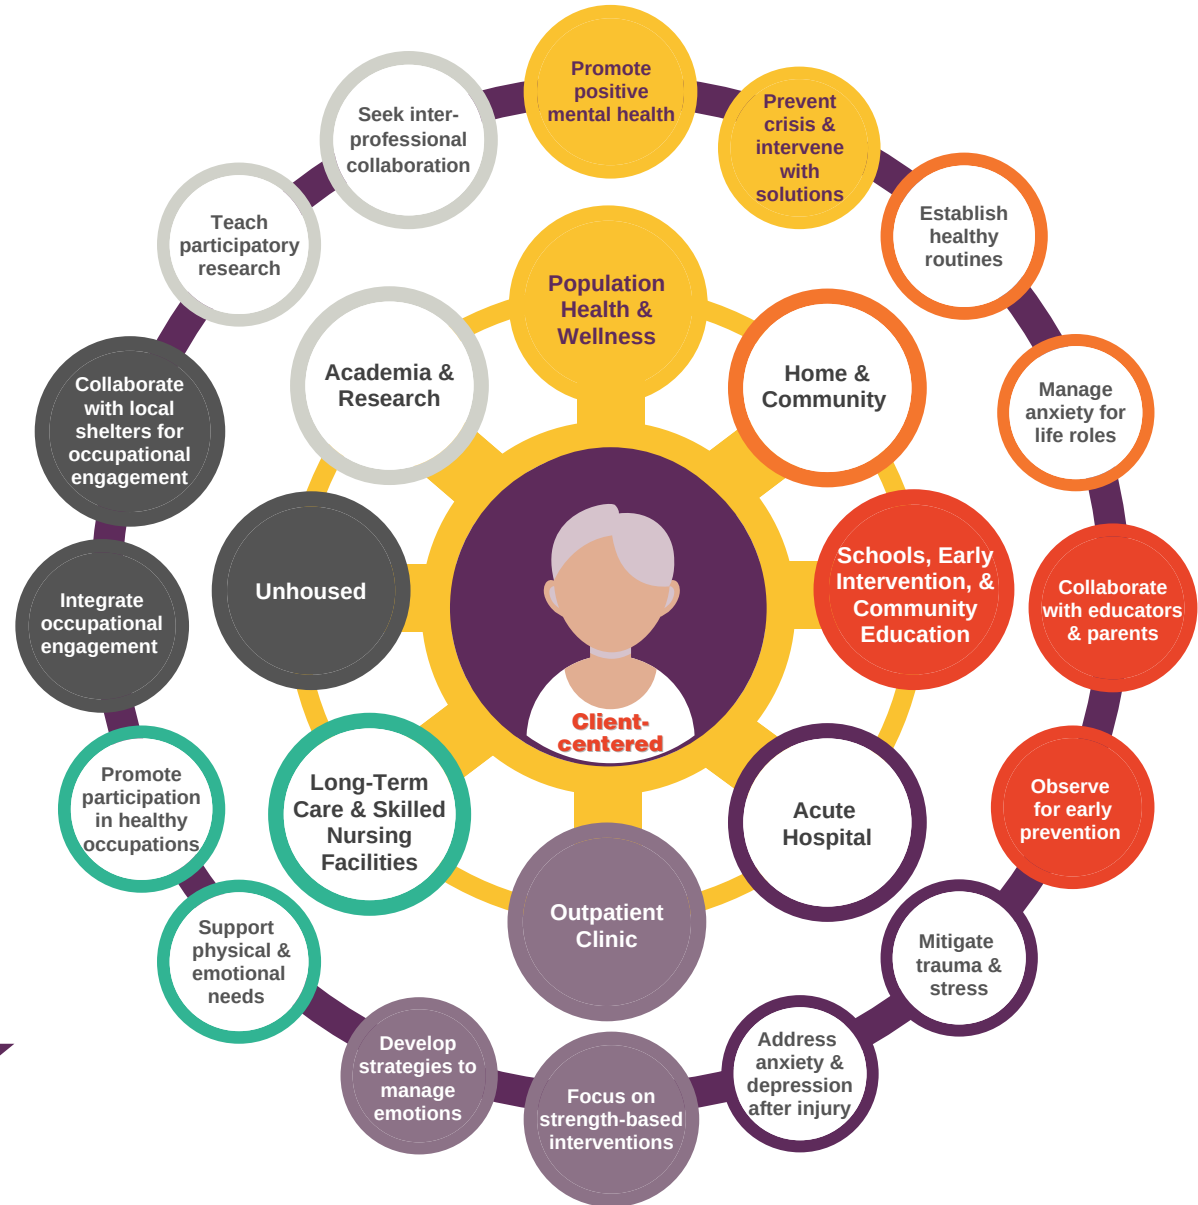 Promote
positive
mental health
Prevent
crisis &
intervene
with
solutions
Establish
healthy
routines
Manage
anxiety for
life roles
Collaborate
with educators
& parents
Observe
for early
prevention
Mitigate
trauma &
stress
Address
anxiety &
depression
after injury
Focus on
strength-based
interventions
Develop
strategies to
manage
emotions
Support
physical &
emotional
needs
Promote
participation
in healthy
occupations
Integrate
occupational
engagement
Collaborate
with local
shelters for
occupational
engagement
Teach
participatory
research
Seek inter-
professional
collaboration
Population
Health &
Wellness
Home &
Community
Schools, Early
Intervention, &
Community
Education
Acute
Hospital
Outpatient
Clinic
Long-Term
Care & Skilled
Nursing
Facilities
Unhoused
Academia &
Research
Client-
centered